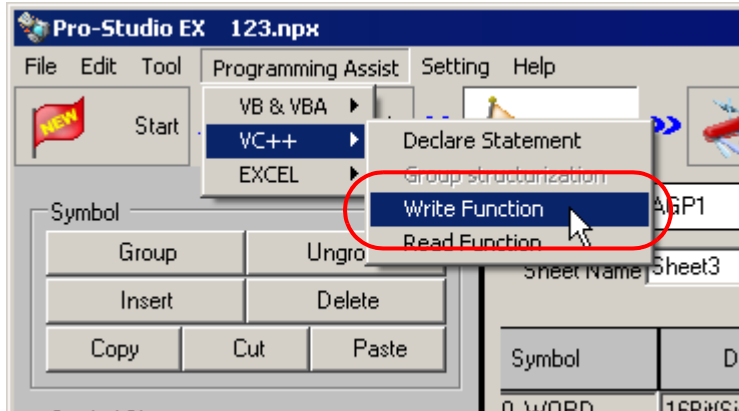 Pro-Studio EX 123.npx
File Edit Tool Programming Assist Setting Help
NEW
Start
VB & VBA
VC++
EXCEL
Declare Statement
Group structurization
Write Function
Read Function
AGP1
Sheet Name Sheet3
Symbol
Group
Insert Delete
Copy Cut Paste
Symbol
0 WORD